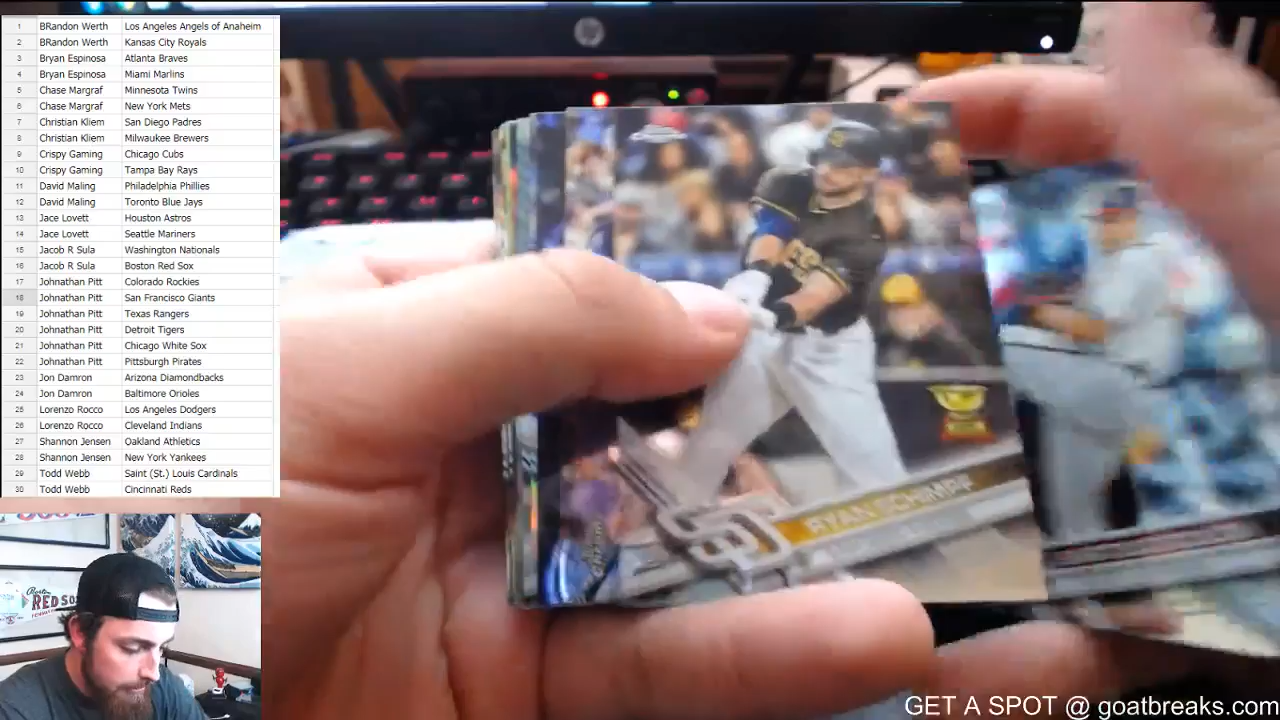 1 BRandon Werth Los Angeles Angels of Anaheim
2 BRandon Werth Kansas City Royals
3 Bryan Espinosa Atlanta Braves
4 Bryan Espinosa Miami Marlins
5 Chase Margraf Minnesota Twins
6 Chase Margraf New York Mets
7 Christian Kliem San Diego Padres
8 Christian Kliem Milwaukee Brewers
9 Crispy Gaming Chicago Cubs
10 Crispy Gaming Tampa Bay Rays
11 David Maling Philadelphia Phillies
12 David Maling Toronto Blue Jays
13 Jace Lovett Houston Astros
14 Jace Lovett Seattle Mariners
15 Jacob R Sula Washington Nationals
16 Jacob R Sula Boston Red Sox
17 Johnathan Pitt Colorado Rockies
18 Johnathan Pitt San Francisco Giants
19 Johnathan Pitt Texas Rangers
20 Johnathan Pitt Detroit Tigers
21 Johnathan Pitt Chicago White Sox
22 Johnathan Pitt Pittsburgh Pirates
23 Jon Damron Arizona Diamondbacks
24 Jon Damron Baltimore Orioles
25 Lorenzo Rocco Los Angeles Dodgers
26 Lorenzo Rocco Cleveland Indians
27 Shannon Jensen Oakland Athletics
28 Shannon Jensen New York Yankees
29 Todd Webb Saint (St.) Louis Cardinals
30 Todd Webb Cincinnati Reds
SD RYAN SCHIMPF
RED SO
GET A SPOT @ goatbreaks.com